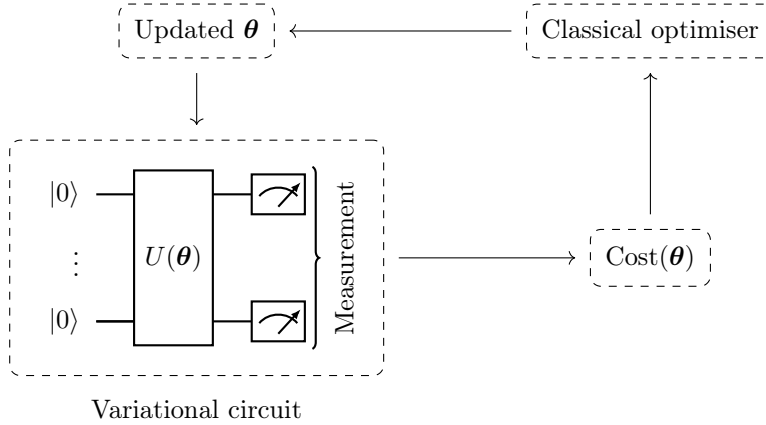 Updated θ
Classical optimiser
|0⟩
⋮
|0⟩
U(θ)
Measurement
Cost(θ)
Variational circuit